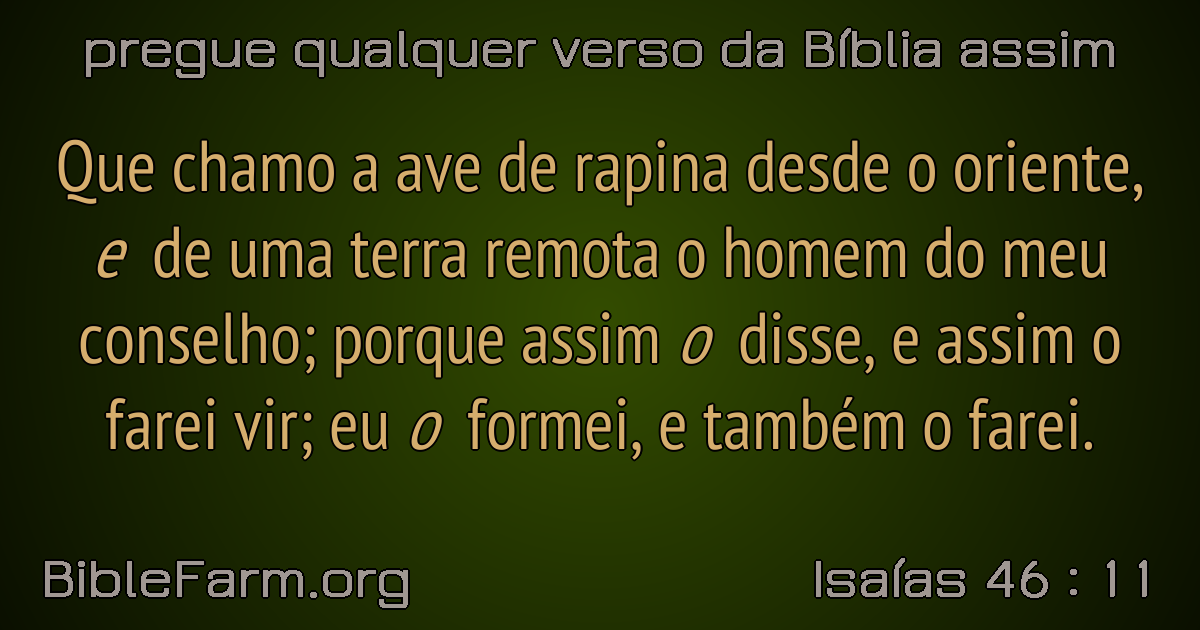 pregue qualquer verso da Bíblia assim
Que chamo a ave de rapina desde o oriente,
e de uma terra remota o homem do meu
conselho; porque assim o disse, e assim o
farei vir; eu o formei, e também o farei.
BibleFarm.org
Isaías 46 : 11